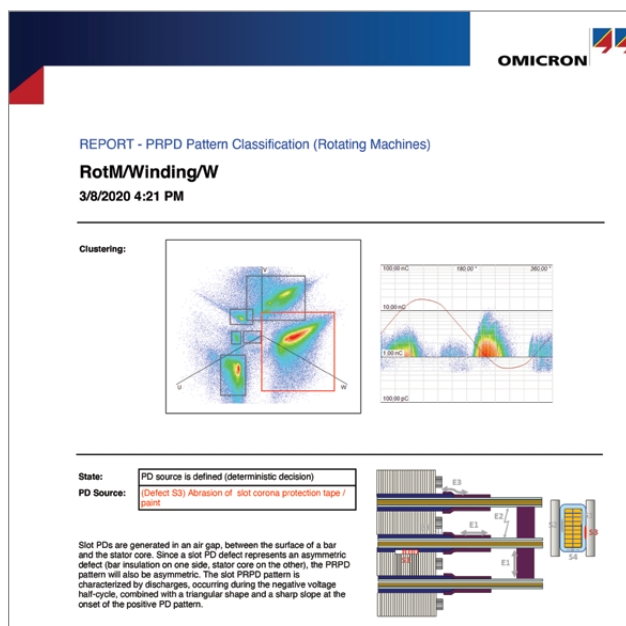 OMICRON
REPORT - PRPD Pattern Classification (Rotating Machines)
RotM/Winding/W
3/8/2020 4:21 PM
Clustering:
V
U
W
100,00 nC
180,00 °
360,00 °
10,00 nC
1,00 nC
100,00 pC
State: PD source is defined (deterministic decision)
PD Source: (Defect S3) Abrasion of slot corona protection tape /
paint
Slot PDs are generated in an air gap, between the surface of a bar
and the stator core. Since a slot PD defect represents an asymmetric
defect (bar insulation on one side, stator core on the other), the PRPD
pattern will also be asymmetric. The slot PRPD pattern is
characterized by discharges, occurring during the negative voltage
half-cycle, combined with a triangular shape and a sharp slope at the
onset of the positive PD pattern.
E3
E2
E1
E1
S4